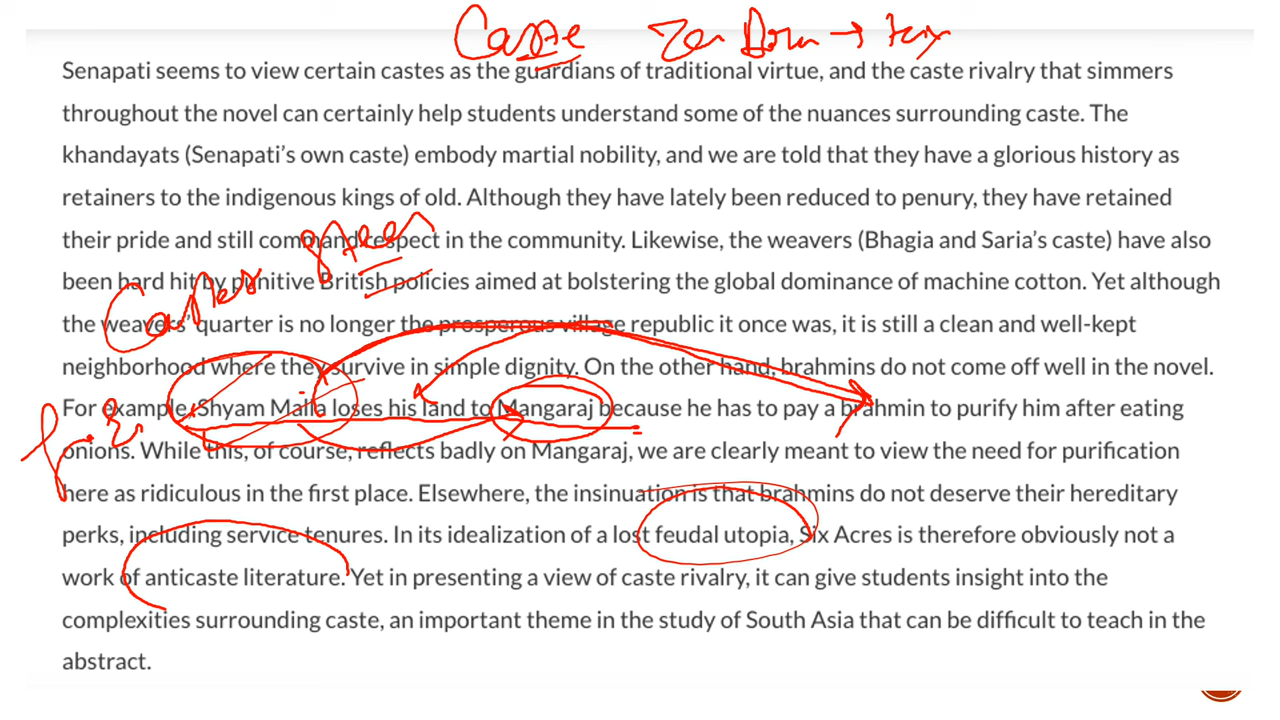 Caste
Senapati seems to view certain castes as the guardians of traditional virtue, and the caste rivalry that simmers
throughout the novel can certainly help students understand some of the nuances surrounding caste. The
khandayats (Senapati’s own caste) embody martial nobility, and we are told that they have a glorious history as
retainers to the indigenous kings of old. Although they have lately been reduced to penury, they have retained
their pride and still command respect in the community. Likewise, the weavers (Bhagia and Saria’s caste) have also
been hard hit by punitive British policies aimed at bolstering the global dominance of machine cotton. Yet although
the weavers’ quarter is no longer the prosperous village republic it once was, it is still a clean and well-kept
neighborhood where they survive in simple dignity. On the other hand, brahmins do not come off well in the novel.
For example, Shyam Malla loses his land to Mangaraj because he has to pay a brahmin to purify him after eating
onions. While this, of course, reflects badly on Mangaraj, we are clearly meant to view the need for purification
here as ridiculous in the first place. Elsewhere, the insinuation is that brahmins do not deserve their hereditary
perks, including service tenures. In its idealization of a lost feudal utopia, Six Acres is therefore obviously not a
work of anticaste literature. Yet in presenting a view of caste rivalry, it can give students insight into the
complexities surrounding caste, an important theme in the study of South Asia that can be difficult to teach in the
abstract.